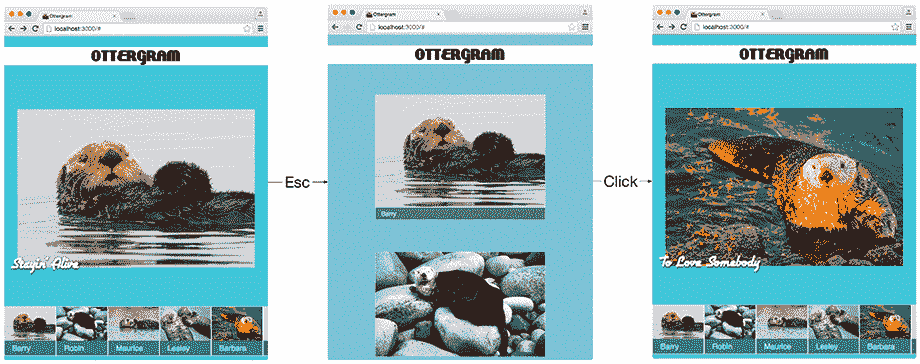 Ottergram
localhost:3000/#
OTTERGRAM
Stayin' Alive
Barry
Robin
Maurice
Lesley
Barbara
Esc
Ottergram
localhost:3000/#
OTTERGRAM
Barry
Click
Ottergram
localhost:3000/#
OTTERGRAM
To Love Somebody
Barry
Robin
Maurice
Lesley
Barbara